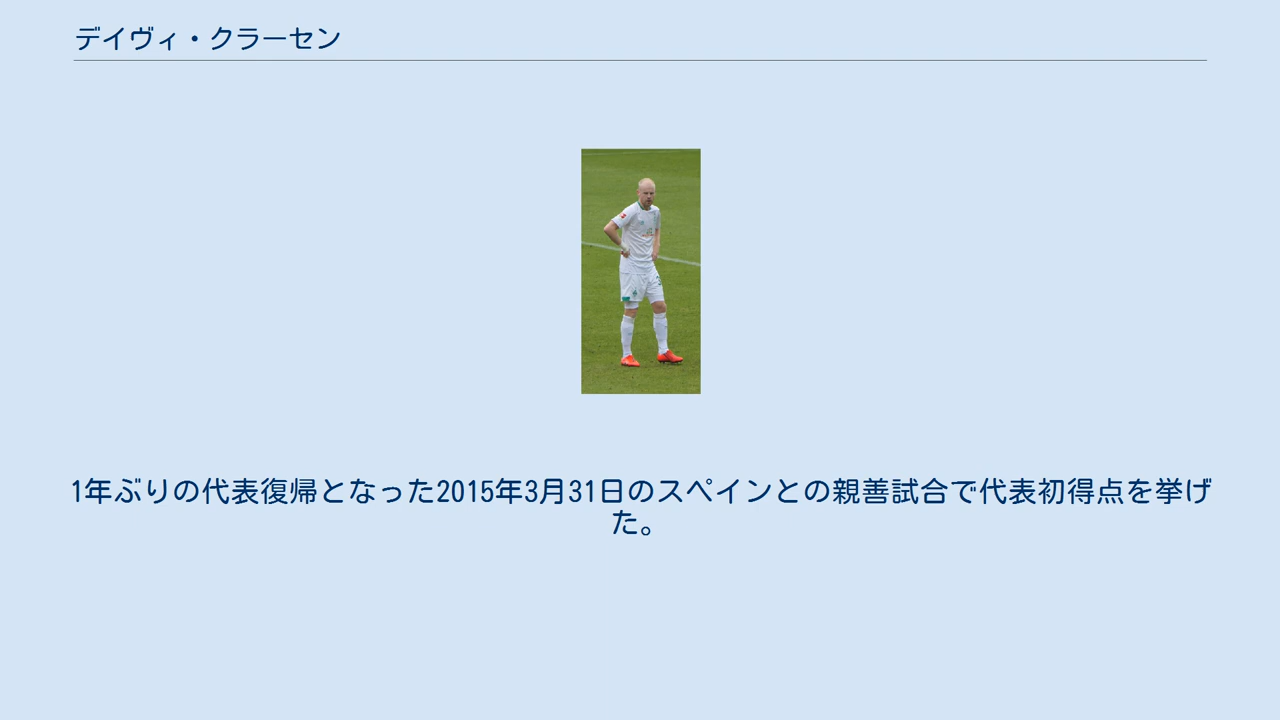 デイヴィ・クラーセン
1年ぶりの代表復帰となった2015年3月31日のスペインとの親善試合で代表初得点を挙げ
た。